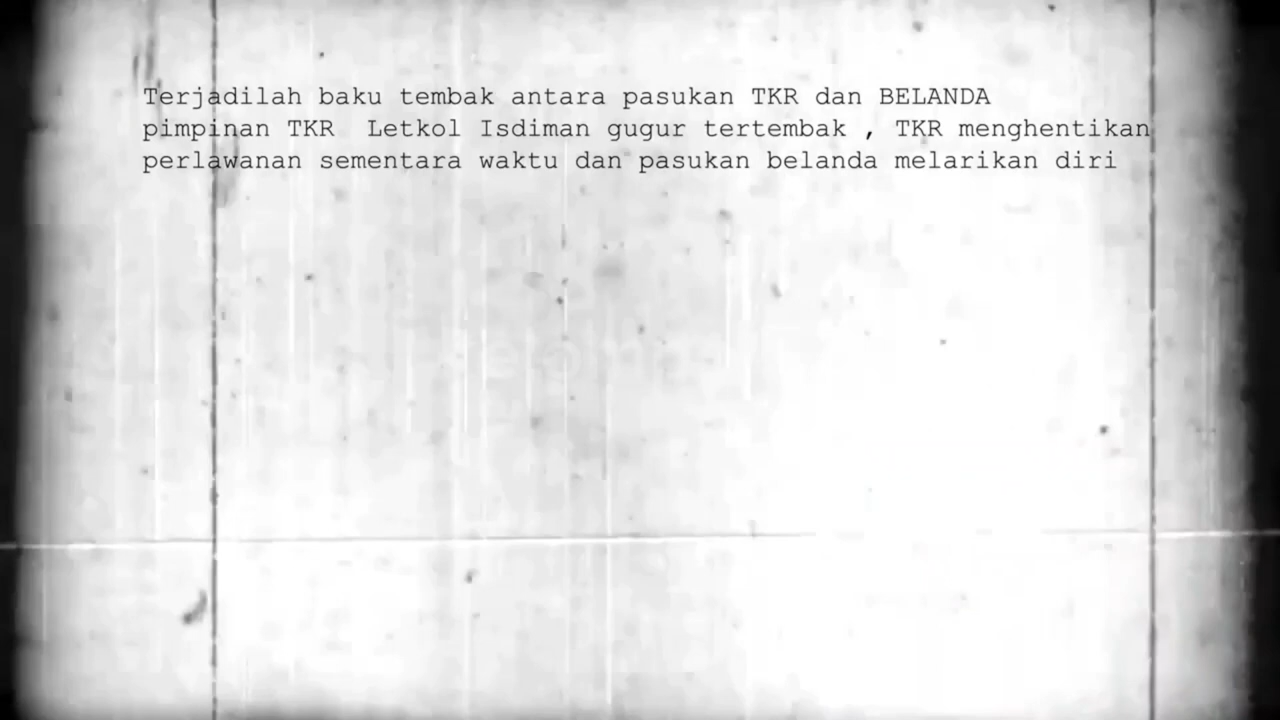 Terjadilah baku tembak antara pasukan TKR dan BELANDA
pimpinan TKR  Letkol Isdiman gugur tertembak , TKR menghentikan
perlawanan sementara waktu dan pasukan belanda melarikan diri